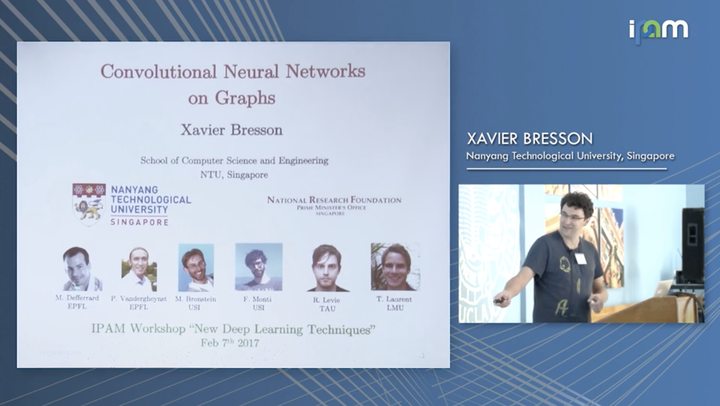 ipam
Convolutional Neural Networks
on Graphs
Xavier Bresson
School of Computer Science and Engineering
NTU, Singapore
NANYANG
TECHNOLOGICAL
UNIVERSITY
SINGAPORE
NATIONAL RESEARCH FOUNDATION
PRIME MINISTER'S OFFICE
SINGAPORE
M. Defferrard
EPFL
P. Vandergheynst
EPFL
M. Bronstein
USI
F. Monti
USI
R. Levie
TAU
T. Laurent
LMU
IPAM Workshop "New Deep Learning Techniques"
Feb 7th 2017
XAVIER BRESSON
Nanyang Technological University, Singapore
UCLA